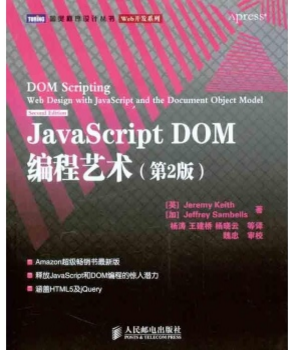 TURING 图灵程序设计丛书 Web开发系列
Apress
DOM Scripting
Web Design with JavaScript and the Document Object Model
Second Edition
JavaScript DOM
编程艺术（第2版）
[英] Jeremy Keith
[加] Jeffrey Sambells 著
杨涛 王建桥 杨晓云 等译
魏忠 审校
Amazon超级畅销书最新版
释放JavaScript和DOM编程的惊人潜力
涵盖HTML5及jQuery
人民邮电出版社
POSTS & TELECOM PRESS